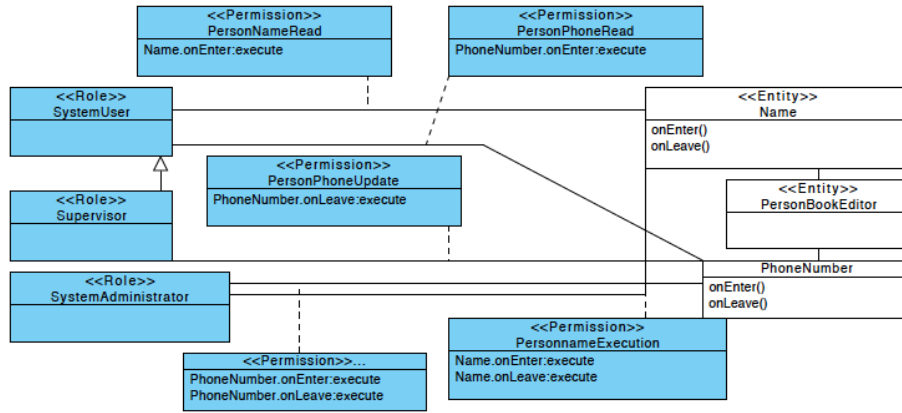 <<Permission>>
PersonNameRead
Name.onEnter:execute
<<Permission>>
PersonPhoneRead
PhoneNumber.onEnter:execute
<<Role>>
SystemUser
<<Entity>>
Name
onEnter()
onLeave()
<<Permission>>
PersonPhoneUpdate
PhoneNumber.onLeave:execute
<<Role>>
Supervisor
<<Entity>>
PersonBookEditor
<<Role>>
SystemAdministrator
PhoneNumber
onEnter()
onLeave()
<<Permission>>
PersonnameExecution
Name.onEnter:execute
Name.onLeave:execute
<<Permission>>...
PhoneNumber.onEnter:execute
PhoneNumber.onLeave:execute